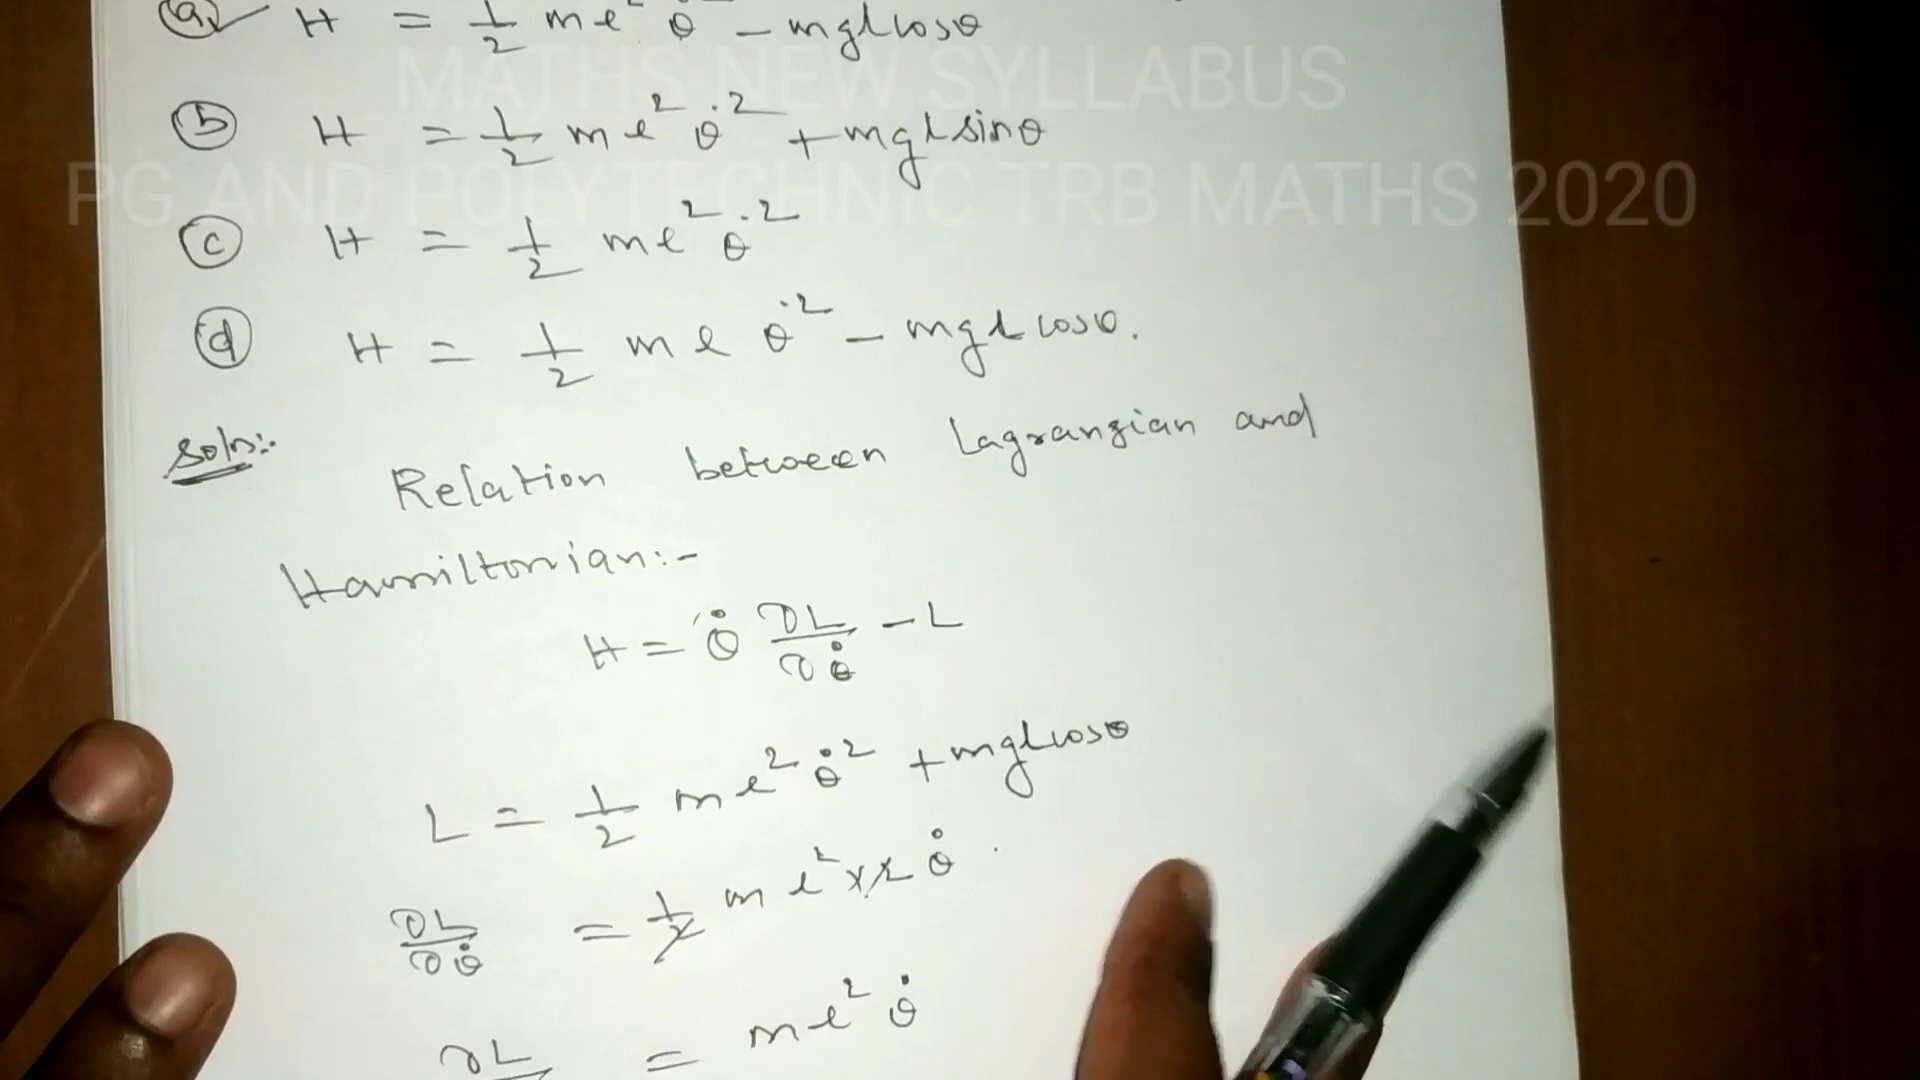 (a) H = 1/2 ml² θ̇ - mgl cosθ
MATHS NEW SYLLABUS
(b) H = 1/2 ml² θ̇² + mgl sinθ
PG AND POLYTECHNIC TRB MATHS 2020
(c) H = 1/2 ml² θ̇²
(d) H = 1/2 ml θ̇² - mgl cosθ.
Soln:-
Relation between Lagrangian and
Hamiltonian:-
H = θ̇ ∂L/∂θ̇ - L
L = 1/2 ml² θ̇² + mgl cosθ
∂L/∂θ̇ = 1/2 ml² × 2 θ̇
∂L = ml² θ̇